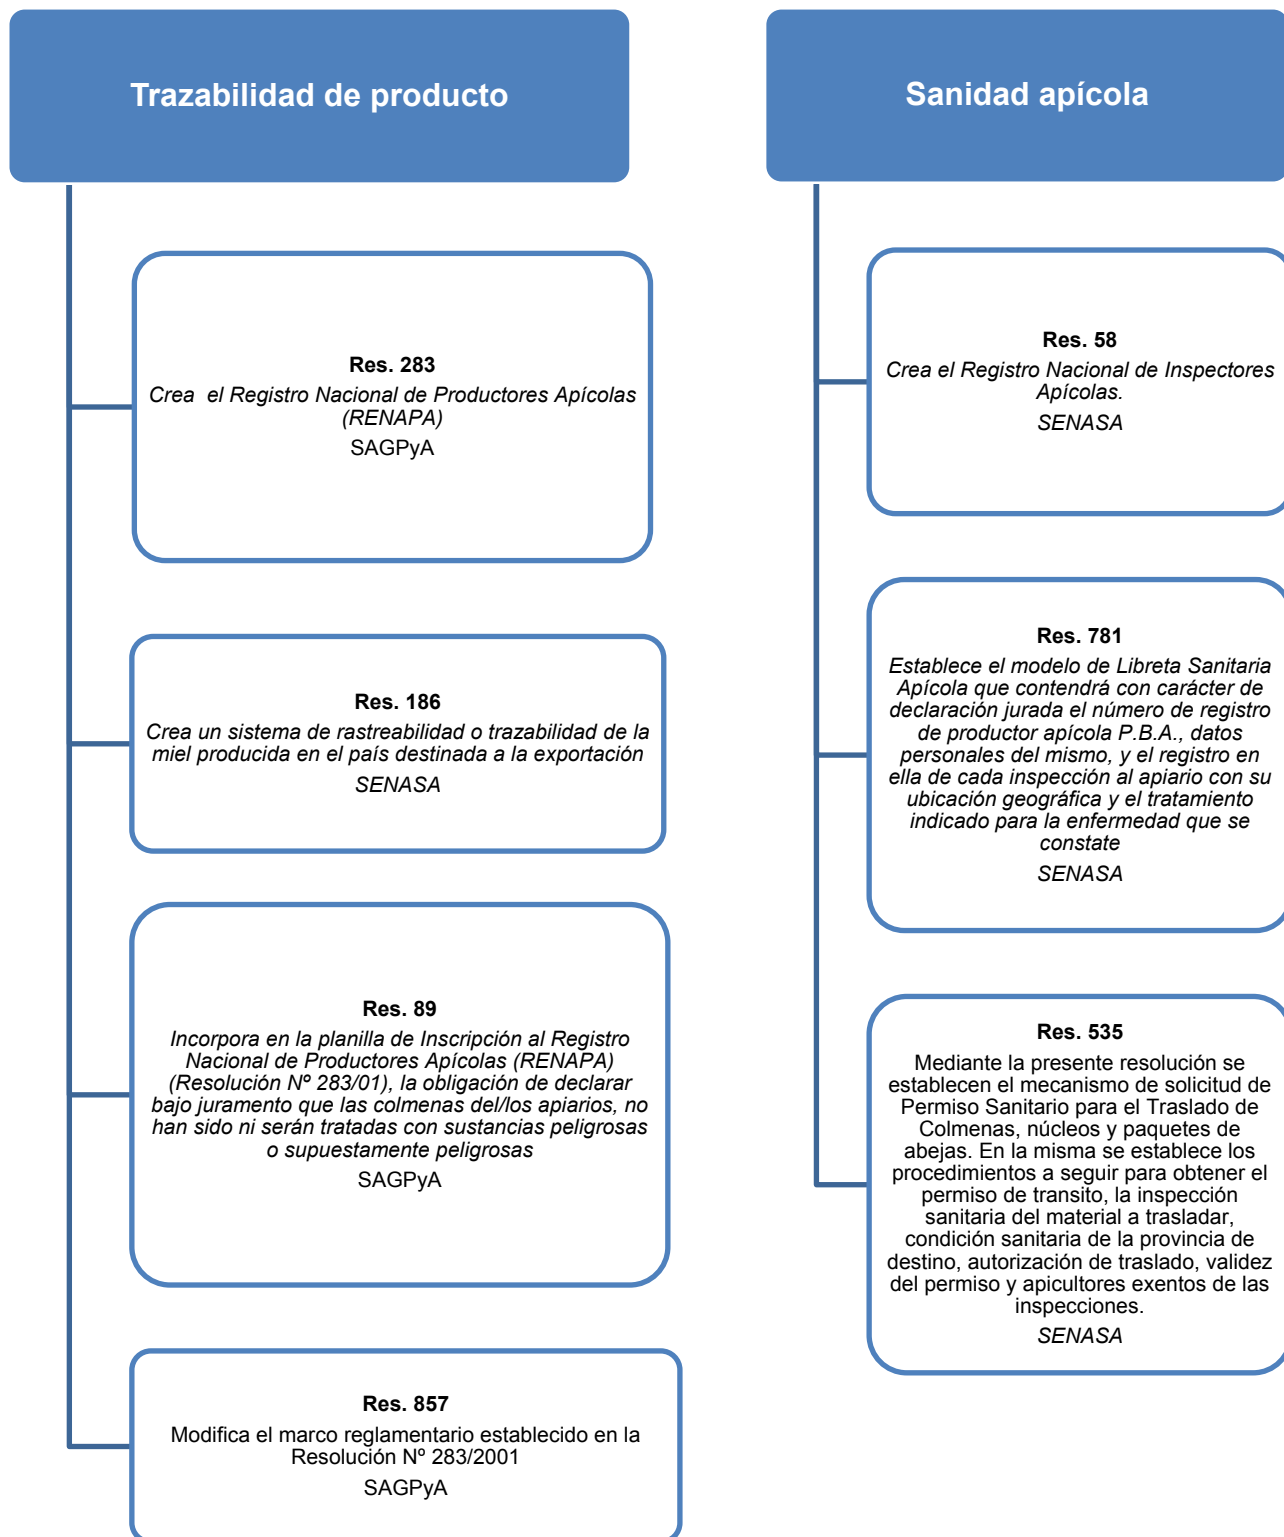 Trazabilidad de producto
Res. 283
Crea el Registro Nacional de Productores Apícolas
(RENAPA)
SAGPyA
Res. 186
Crea un sistema de rastreabilidad o trazabilidad de la
miel producida en el país destinada a la exportación
SENASA
Res. 89
Incorpora en la planilla de Inscripción al Registro
Nacional de Productores Apícolas (RENAPA)
(Resolución Nº 283/01), la obligación de declarar
bajo juramento que las colmenas del/los apiarios, no
han sido ni serán tratadas con sustancias peligrosas
o supuestamente peligrosas
SAGPyA
Res. 857
Modifica el marco reglamentario establecido en la
Resolución Nº 283/2001
SAGPyA
Sanidad apícola
Res. 58
Crea el Registro Nacional de Inspectores
Apícolas.
SENASA
Res. 781
Establece el modelo de Libreta Sanitaria
Apícola que contendrá con carácter de
declaración jurada el número de registro
de productor apícola P.B.A., datos
personales del mismo, y el registro en
ella de cada inspección al apiario con su
ubicación geográfica y el tratamiento
indicado para la enfermedad que se
constate
SENASA
Res. 535
Mediante la presente resolución se
establecen el mecanismo de solicitud de
Permiso Sanitario para el Traslado de
Colmenas, núcleos y paquetes de
abejas. En la misma se establece los
procedimientos a seguir para obtener el
permiso de transito, la inspección
sanitaria del material a trasladar,
condición sanitaria de la provincia de
destino, autorización de traslado, validez
del permiso y apicultores exentos de las
inspecciones.
SENASA